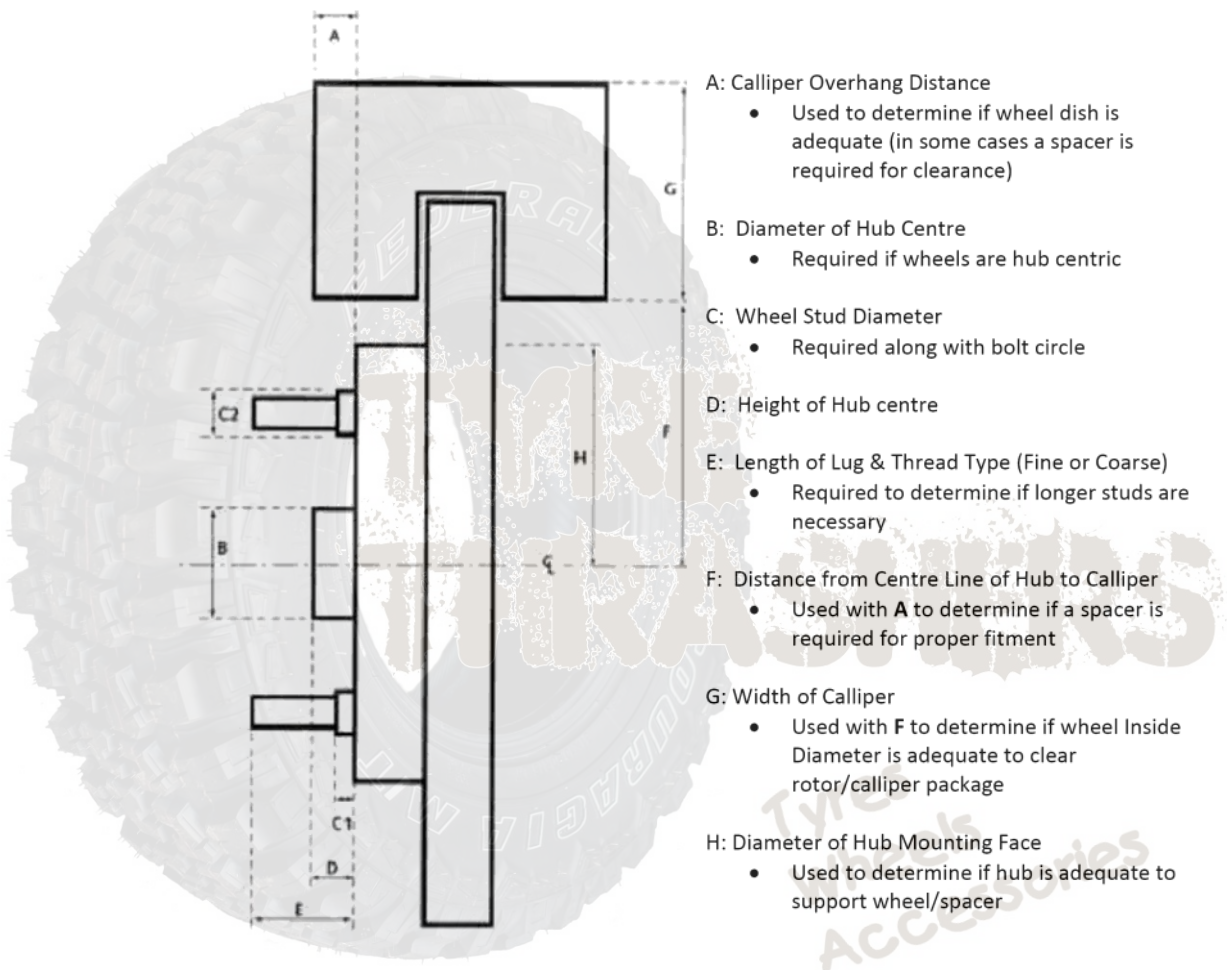 A
A: Calliper Overhang Distance
• Used to determine if wheel dish is
adequate (in some cases a spacer is
required for clearance)
G
FEDERAL
B: Diameter of Hub Centre
• Required if wheels are hub centric
C: Wheel Stud Diameter
• Required along with bolt circle
C2
D: Height of Hub centre
F
H
E: Length of Lug & Thread Type (Fine or Coarse)
• Required to determine if longer studs are
necessary
B
℄
TYRE
THRASHERS
F: Distance from Centre Line of Hub to Calliper
• Used with A to determine if a spacer is
required for proper fitment
G: Width of Calliper
• Used with F to determine if wheel Inside
Diameter is adequate to clear
rotor/calliper package
COURAGIA M/T
C1
D
E
H: Diameter of Hub Mounting Face
• Used to determine if hub is adequate to
support wheel/spacer
Tyres
Wheels
Accessories